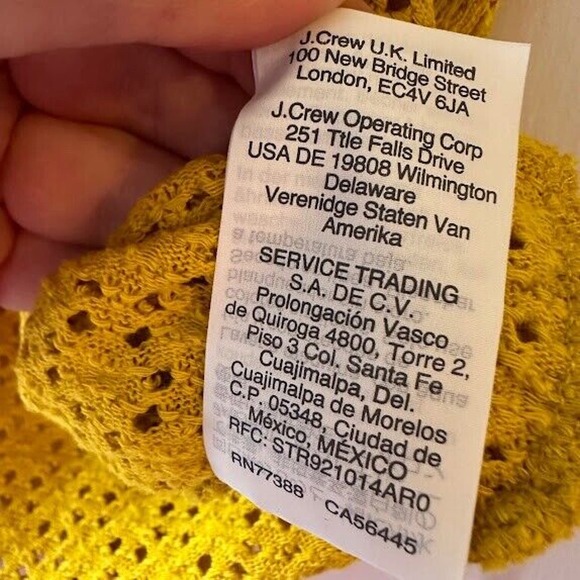 J.Crew U.K. Limited
100 New Bridge Street
London, EC4V 6JA
J.Crew Operating Corp
251 Ttle Falls Drive
USA DE 19808 Wilmington
Delaware
Verenidge Staten Van
Amerika
SERVICE TRADING
S.A. DE C.V.
Prolongación Vasco
de Quiroga 4800, Torre 2,
Piso 3 Col. Santa Fe
Cuajimalpa, Del.
Cuajimalpa de Morelos
C.P. 05348, Ciudad de
México, MÉXICO
RFC: STR921014AR0
RN77388 CA56445